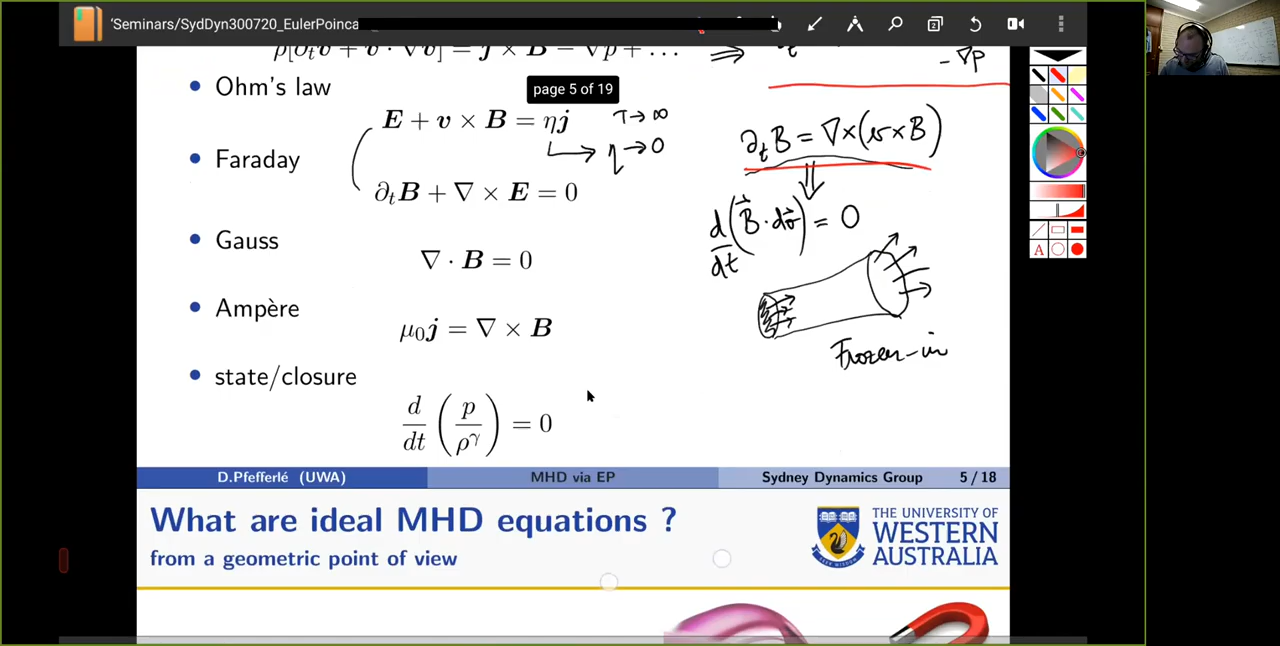 'Seminars/SydDyn300720_EulerPoinca
ρ[∂ₜv + v · ∇v] = j × B − ∇p + … ⟹
− ∇p
• Ohm's law
page 5 of 19
E + v × B = ηj
T → ∞
η → 0
∂ₜB = ∇×(v×B)
• Faraday
∂ₜB + ∇ × E = 0
d/dt (B⃗ · dσ⃗) = 0
• Gauss
∇ · B = 0
• Ampère
μ₀j = ∇ × B
Frozen-in
• state/closure
d/dt (p/ρ^γ) = 0
D.Pfefferlé (UWA) MHD via EP Sydney Dynamics Group 5 / 18
What are ideal MHD equations ?
from a geometric point of view
THE UNIVERSITY OF
WESTERN
AUSTRALIA
A